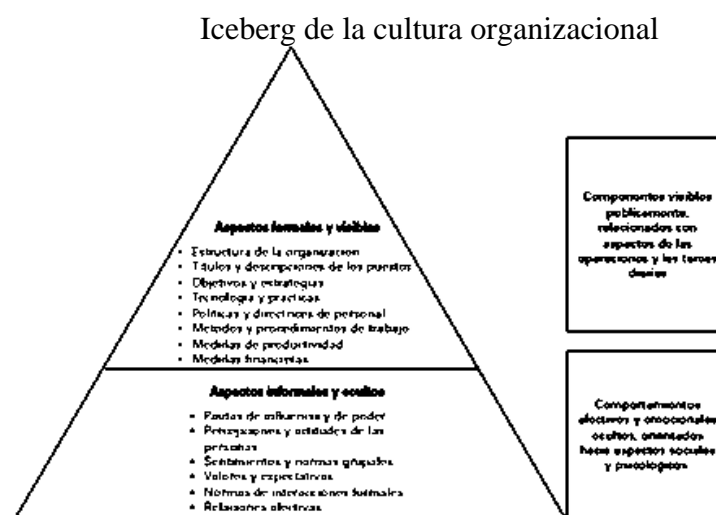 Iceberg de la cultura organizacional
Aspectos formales y visibles
• Estructura de la organización
• Títulos y descripciones de los puestos
• Objetivos y estrategias
• Tecnología y prácticas
• Políticas y directrices de personal
• Métodos y procedimientos de trabajo
• Medidas de productividad
• Medidas financieras
Aspectos informales y ocultos
• Pautas de influencias y de poder
• Percepciones y actitudes de las
personas
• Sentimientos y normas grupales
• Valores y expectativas
• Normas de interacciones formales
• Relaciones afectivas
Componentes visibles
públicamente,
relacionados con
aspectos de las
operaciones y las tareas
diarias
Comportamientos
afectivos y emocionales
ocultos, orientados
hacia aspectos sociales
y psicológicos